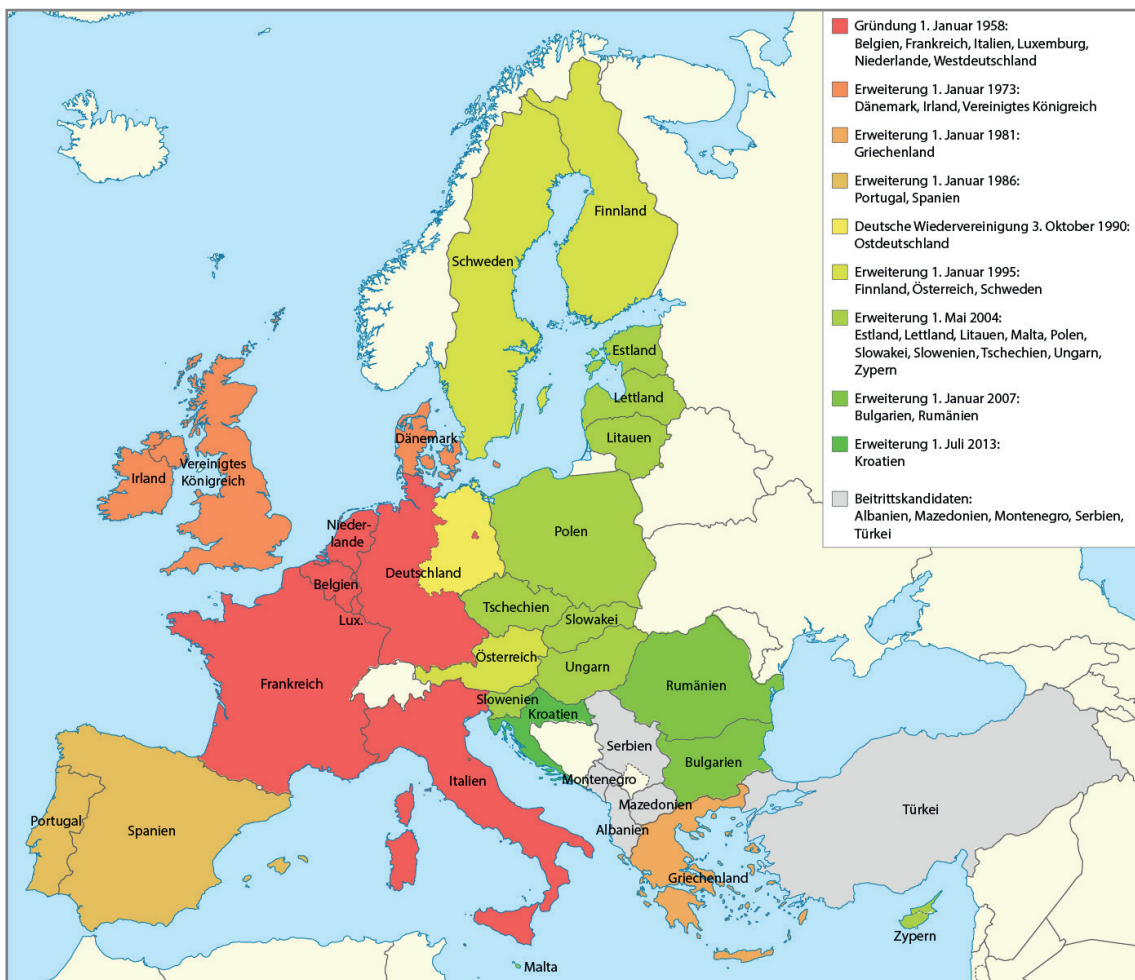 Gründung 1. Januar 1958:
Belgien, Frankreich, Italien, Luxemburg,
Niederlande, Westdeutschland
Erweiterung 1. Januar 1973:
Dänemark, Irland, Vereinigtes Königreich
Erweiterung 1. Januar 1981:
Griechenland
Erweiterung 1. Januar 1986:
Portugal, Spanien
Deutsche Wiedervereinigung 3. Oktober 1990:
Ostdeutschland
Erweiterung 1. Januar 1995:
Finnland, Österreich, Schweden
Erweiterung 1. Mai 2004:
Estland, Lettland, Litauen, Malta, Polen,
Slowakei, Slowenien, Tschechien, Ungarn,
Zypern
Erweiterung 1. Januar 2007:
Bulgarien, Rumänien
Erweiterung 1. Juli 2013:
Kroatien
Beitrittskandidaten:
Albanien, Mazedonien, Montenegro, Serbien,
Türkei
Finnland
Schweden
Estland
Lettland
Litauen
Dänemark
Vereinigtes
Königreich
Irland
Nieder-
lande
Polen
Deutschland
Belgien
Tschechien
Lux.
Slowakei
Österreich
Ungarn
Frankreich
Rumänien
Slowenien
Kroatien
Serbien
Bulgarien
Montenegro
Italien
Mazedonien
Türkei
Portugal
Spanien
Albanien
Griechenland
Zypern
Malta